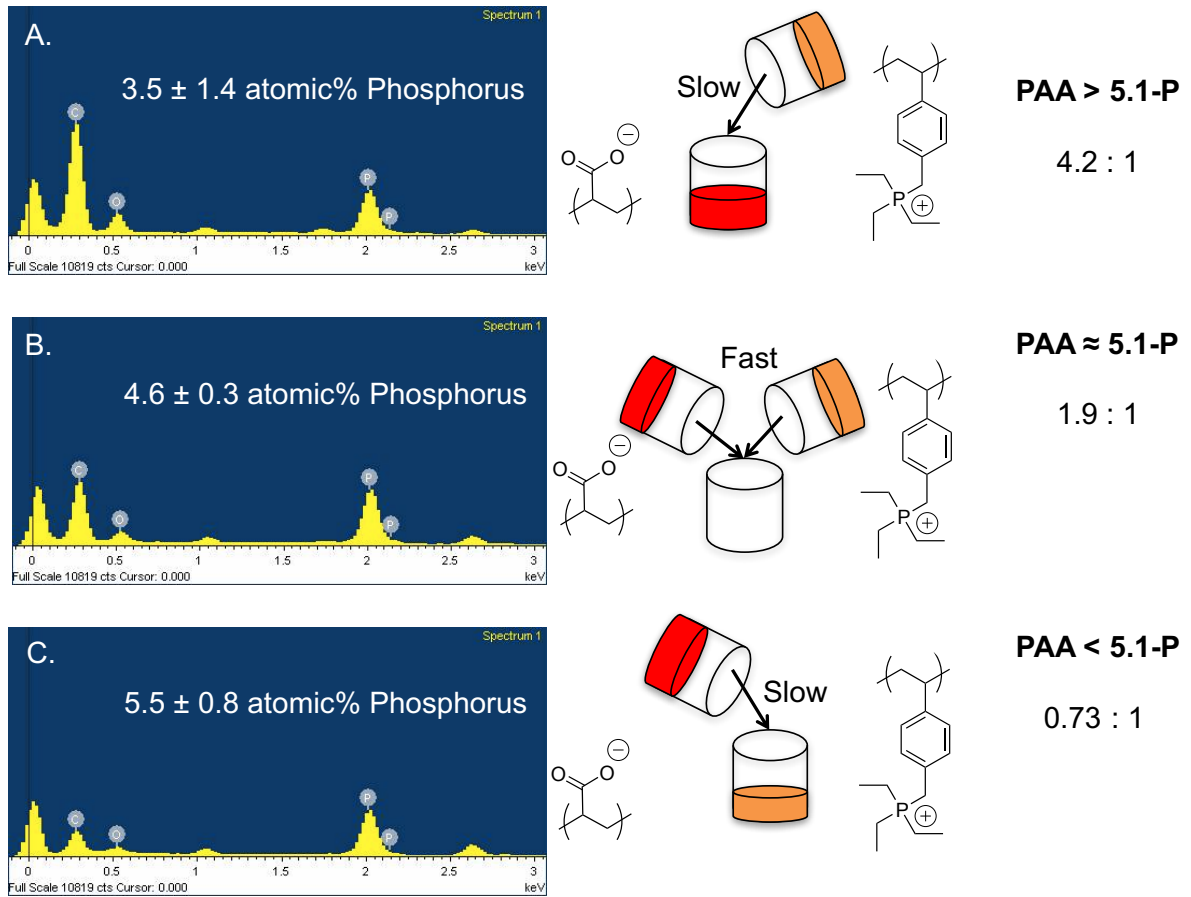 Spectrum 1
A.
3.5 ± 1.4 atomic% Phosphorus
C
O
P
P
0 0.5 1 1.5 2 2.5 3
Full Scale 10819 cts Cursor: 0.000 keV
Slow
O
O
−
P
+
PAA > 5.1-P
4.2 : 1
Spectrum 1
B.
4.6 ± 0.3 atomic% Phosphorus
C
O
P
P
0 0.5 1 1.5 2 2.5 3
Full Scale 10819 cts Cursor: 0.000 keV
Fast
O
O
−
P
+
PAA ≈ 5.1-P
1.9 : 1
Spectrum 1
C.
5.5 ± 0.8 atomic% Phosphorus
C
O
P
P
0 0.5 1 1.5 2 2.5 3
Full Scale 10819 cts Cursor: 0.000 keV
Slow
O
O
−
P
+
PAA < 5.1-P
0.73 : 1